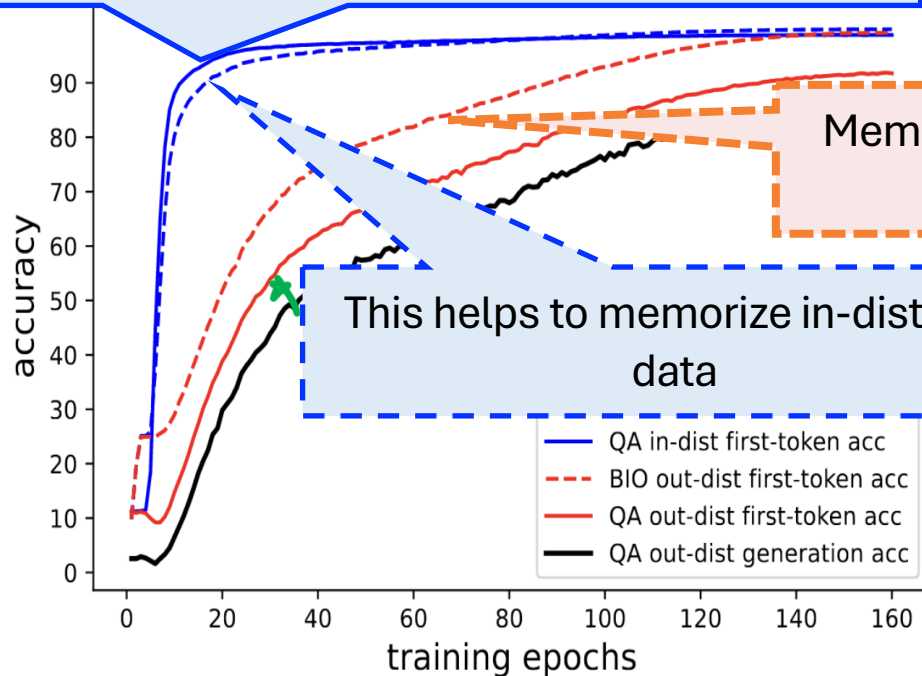 90
80
70
60
50
40
30
20
10
0
accuracy
Mem
This helps to memorize in-dist
data
QA in-dist first-token acc
BIO out-dist first-token acc
QA out-dist first-token acc
QA out-dist generation acc
0 20 40 60 80 100 120 140 160
training epochs